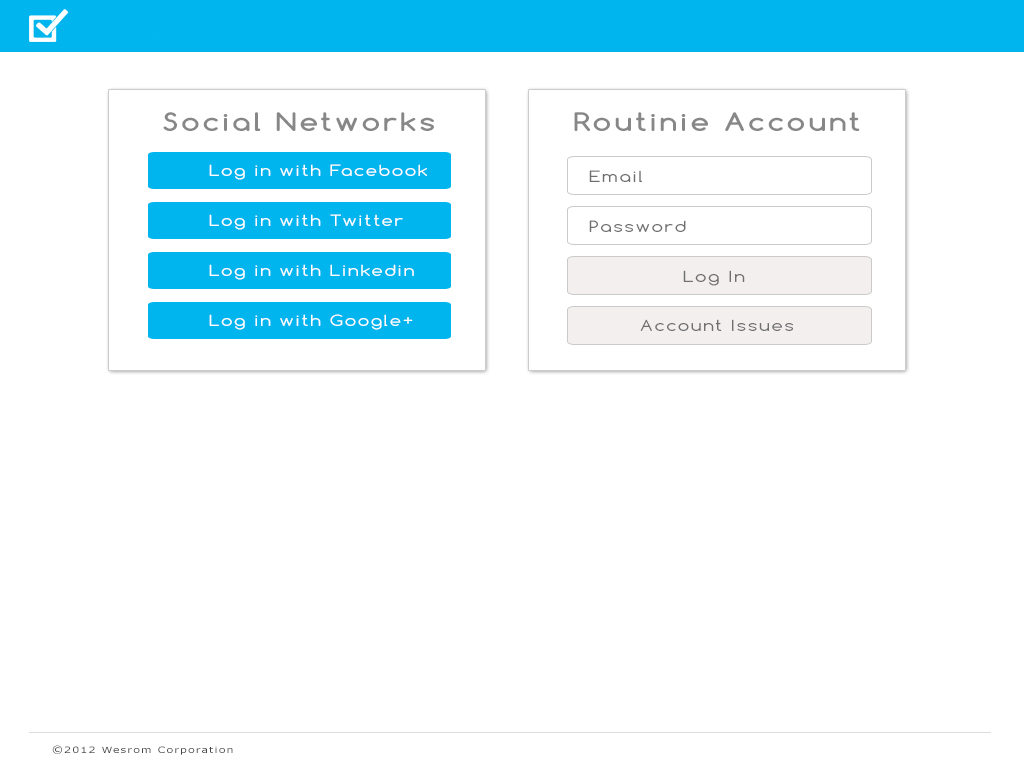 Social Networks
Log in with Facebook
Log in with Twitter
Log in with Linkedin
Log in with Google+
Routinie Account
Email
Password
Log In
Account Issues
©2012 Wesrom Corporation